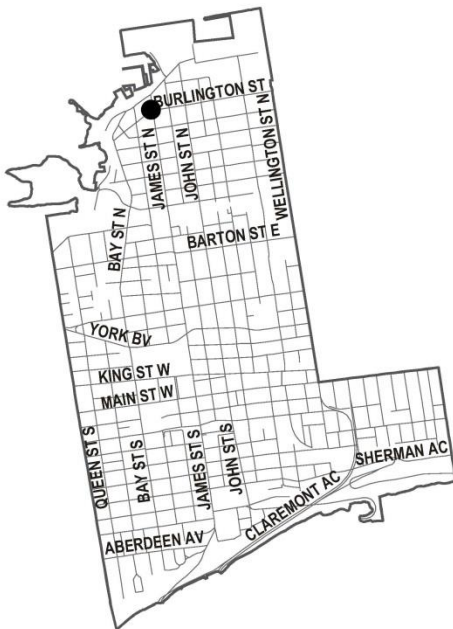 BURLINGTON ST
JAMES ST N
JOHN ST N
WELLINGTON ST N
BAY ST N
BARTON ST E
YORK BV
KING ST W
MAIN ST W
QUEEN ST S
BAY ST S
JAMES ST S
JOHN ST S
SHERMAN AC
CLAREMONT AC
ABERDEEN AV